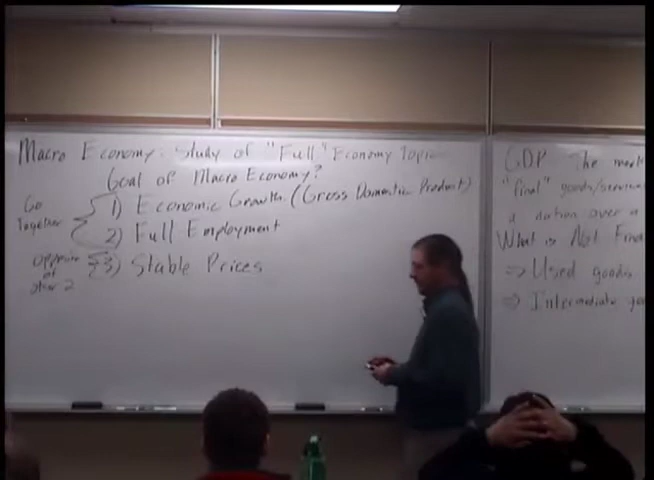 Macro Economy: Study of "Full" Economy Topic
Goal of Macro Economy?
Go
Together
1) Economic Growth (Gross Domestic Product)
2) Full Employment
opposite
of
other 2
3) Stable Prices
GDP The
"final" goods/
a nation over a
What is Not Final
⇒ Used goods
⇒ Intermediate